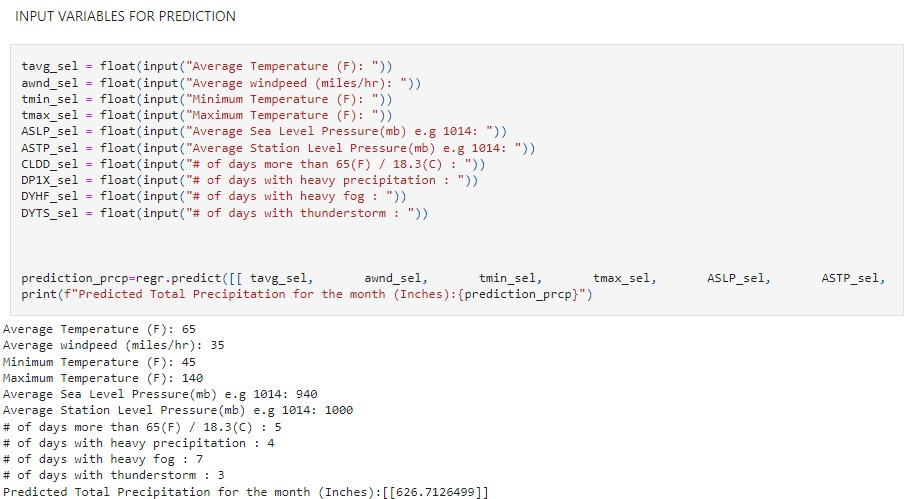 INPUT VARIABLES FOR PREDICTION
tavg_sel = float(input("Average Temperature (F): "))
awnd_sel = float(input("Average windpeed (miles/hr): "))
tmin_sel = float(input("Minimum Temperature (F): "))
tmax_sel = float(input("Maximum Temperature (F): "))
ASLP_sel = float(input("Average Sea Level Pressure(mb) e.g 1014: "))
ASTP_sel = float(input("Average Station Level Pressure(mb) e.g 1014: "))
CLDD_sel = float(input("# of days more than 65(F) / 18.3(C) : "))
DP1X_sel = float(input("# of days with heavy precipitation : "))
DYHF_sel = float(input("# of days with heavy fog : "))
DYTS_sel = float(input("# of days with thunderstorm : "))
prediction_prcp=regr.predict([[ tavg_sel, awnd_sel, tmin_sel, tmax_sel, ASLP_sel, ASTP_sel,
print(f"Predicted Total Precipitation for the month (Inches):{prediction_prcp}")
Average Temperature (F): 65
Average windpeed (miles/hr): 35
Minimum Temperature (F): 45
Maximum Temperature (F): 140
Average Sea Level Pressure(mb) e.g 1014: 940
Average Station Level Pressure(mb) e.g 1014: 1000
# of days more than 65(F) / 18.3(C) : 5
# of days with heavy precipitation : 4
# of days with heavy fog : 7
# of days with thunderstorm : 3
Predicted Total Precipitation for the month (Inches):[[626.7126499]]